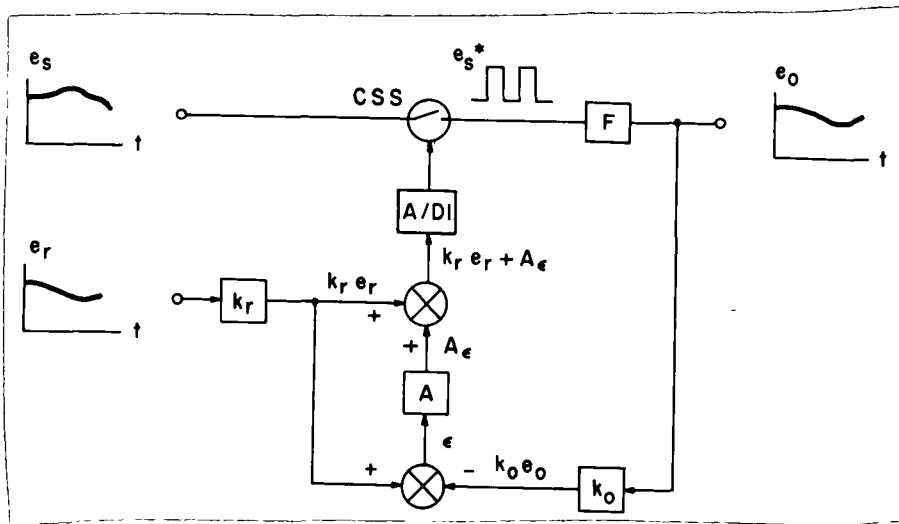 e_s
t
CSS
e_s*
F
e_o
t
A/DI
k_r e_r + A_ϵ
e_r
t
k_r
k_r e_r
+
+
A_ϵ
A
ϵ
+
-
k_o e_o
k_o